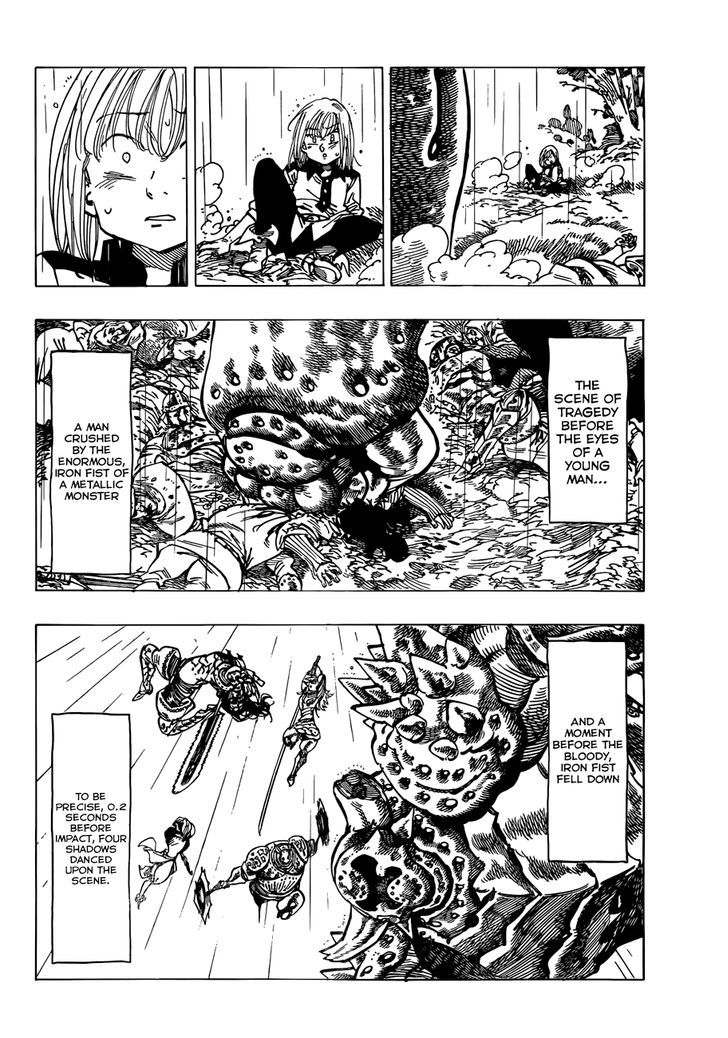 THE
SCENE OF
TRAGEDY
BEFORE
THE EYES
OF A
YOUNG
MAN...
A MAN
CRUSHED
BY THE
ENORMOUS,
IRON FIST OF
A METALLIC
MONSTER
AND A
MOMENT
BEFORE THE
BLOODY,
IRON FIST
FELL DOWN
TO BE
PRECISE, 0.2
SECONDS
BEFORE
IMPACT, FOUR
SHADOWS
DANCED
UPON
THE SCENE.